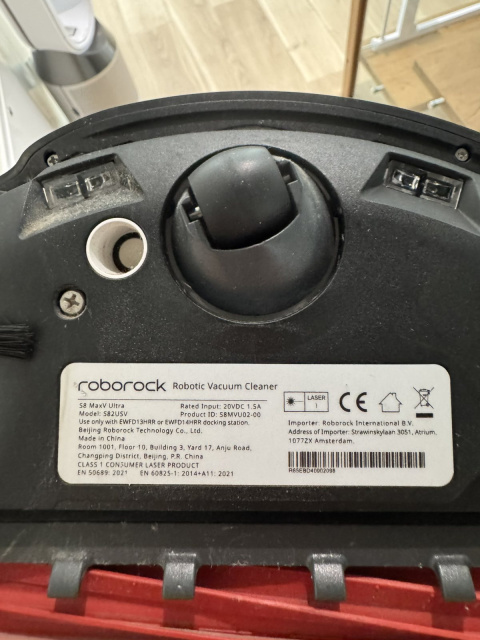 roborock Robotic Vacuum Cleaner
S8 MaxV Ultra Rated Input: 20VDC 1.5A
Model: S82USV Product ID: S8MVU02-00
Use only with EWFD13HRR or EWFD14HRR docking station.
Beijing Roborock Technology Co., Ltd.
Made in China
Room 1001, Floor 10, Building 3, Yard 17, Anju Road,
Changping District, Beijing, P.R. China
CLASS 1 CONSUMER LASER PRODUCT
EN 50689: 2021 EN 60825-1: 2014+A11: 2021
LASER
1
CE
Importer: Roborock International B.V.
Address of Importer: Strawinskylaan 3051, Atrium,
1077ZX Amsterdam.
R85EBD40902098